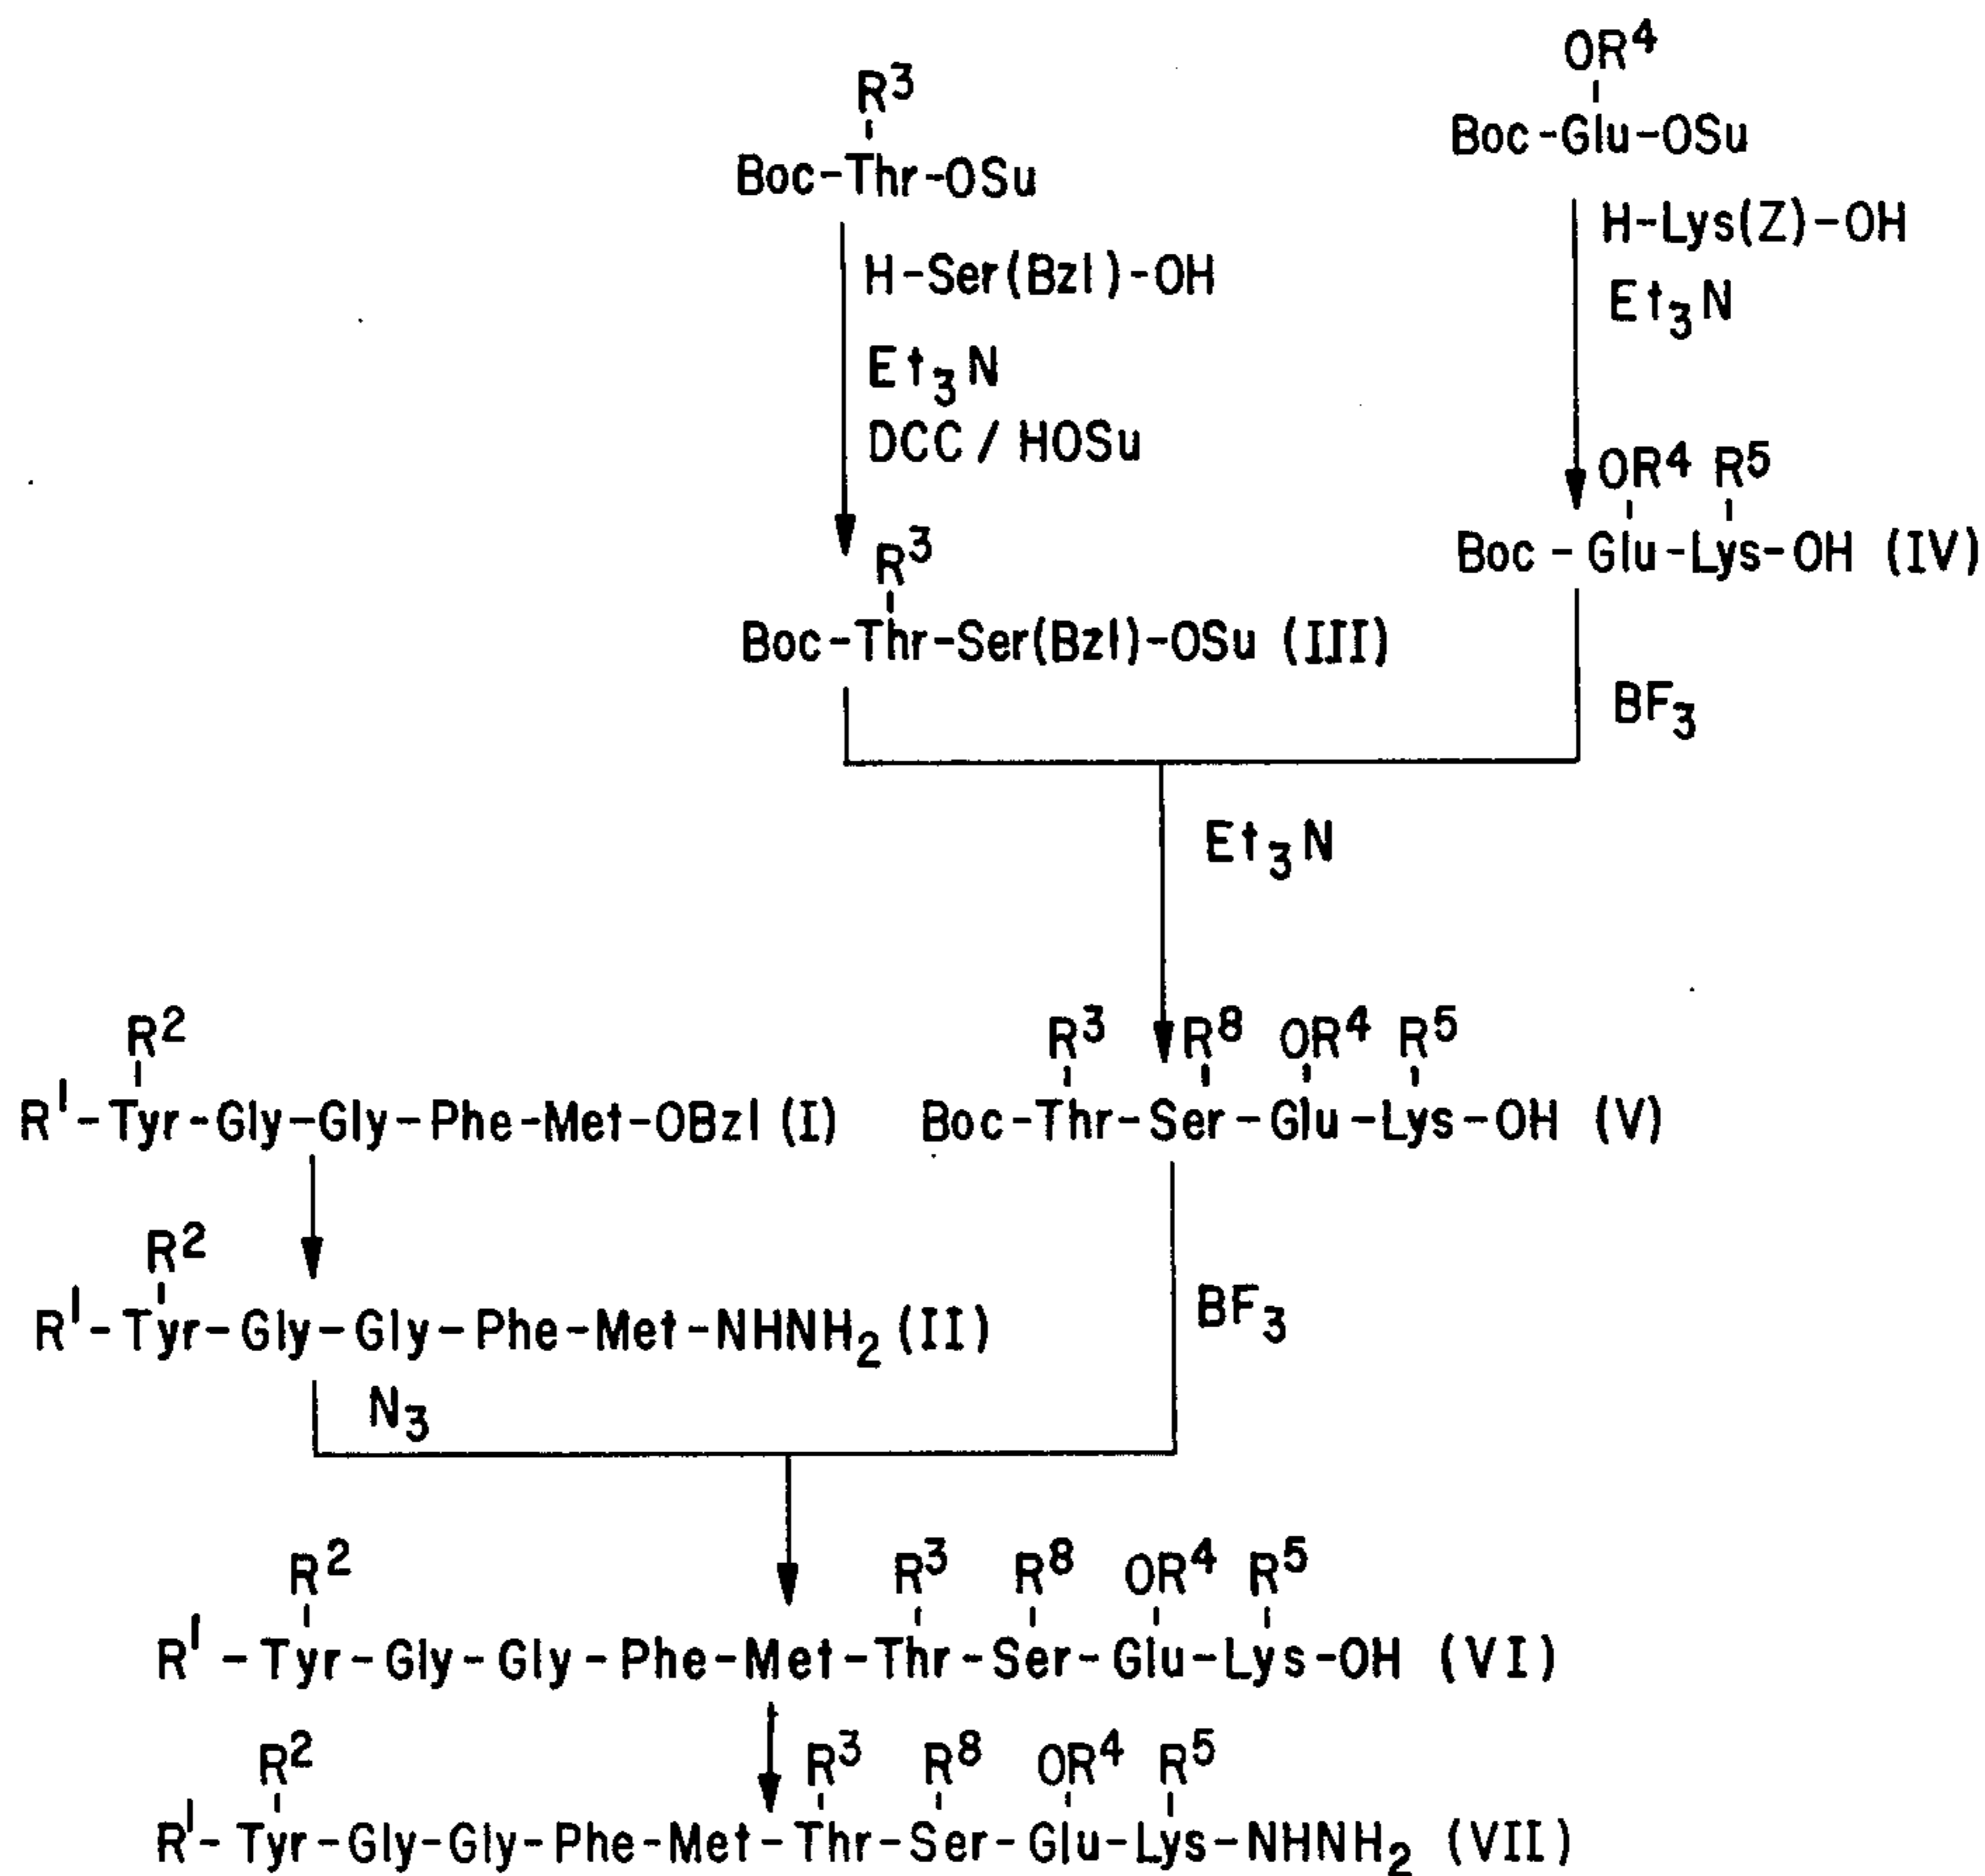 OR⁴
R³
Boc-Glu-OSu
Boc-Thr-OSu
H-Lys(Z)-OH
H-Ser(Bzl)-OH
Et₃N
Et₃N
DCC / HOSu
OR⁴ R⁵
R³
Boc-Glu-Lys-OH (IV)
Boc-Thr-Ser(Bzl)-OSu (III)
BF₃
Et₃N
R² R³ R⁸ OR⁴ R⁵
R¹-Tyr-Gly-Gly-Phe-Met-OBzl (I) Boc-Thr-Ser-Glu-Lys-OH (V)
R²
R¹-Tyr-Gly-Gly-Phe-Met-NHNH₂ (II)
BF₃
N₃
R² R³ R⁸ OR⁴ R⁵
R¹-Tyr-Gly-Gly-Phe-Met-Thr-Ser-Glu-Lys-OH (VI)
R² R³ R⁸ OR⁴ R⁵
R¹-Tyr-Gly-Gly-Phe-Met-Thr-Ser-Glu-Lys-NHNH₂ (VII)